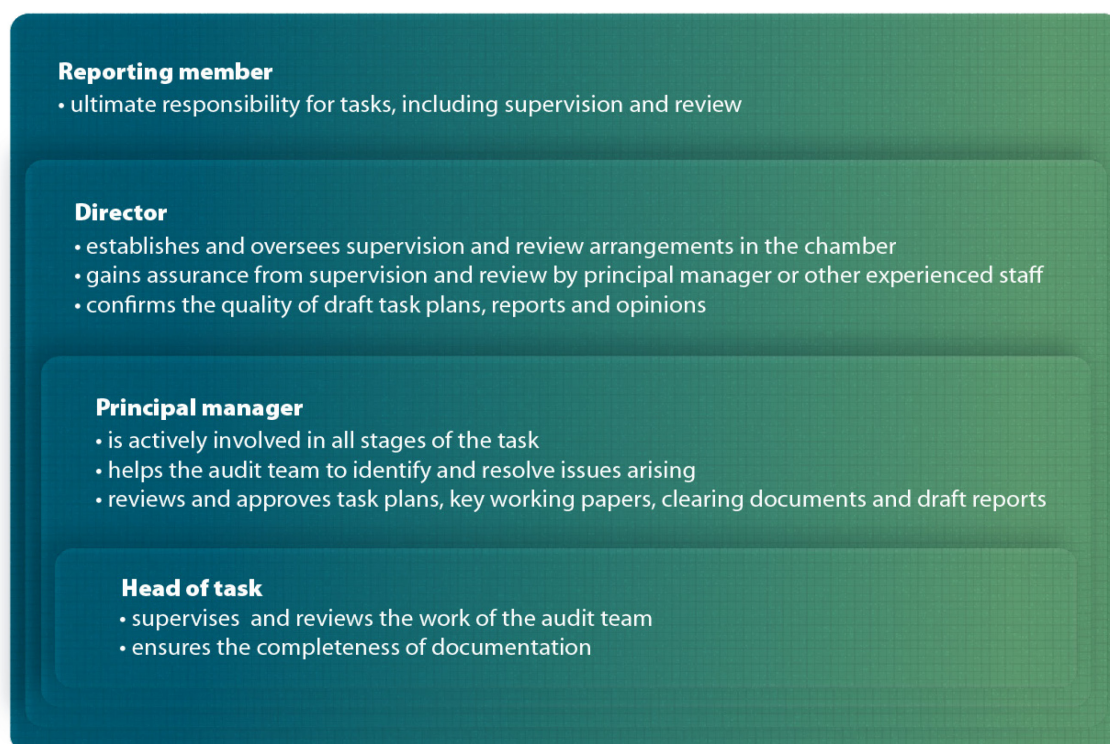 Reporting member
• ultimate responsibility for tasks, including supervision and review
Director
• establishes and oversees supervision and review arrangements in the chamber
• gains assurance from supervision and review by principal manager or other experienced staff
• confirms the quality of draft task plans, reports and opinions
Principal manager
• is actively involved in all stages of the task
• helps the audit team to identify and resolve issues arising
• reviews and approves task plans, key working papers, clearing documents and draft reports
Head of task
• supervises  and reviews the work of the audit team
• ensures the completeness of documentation